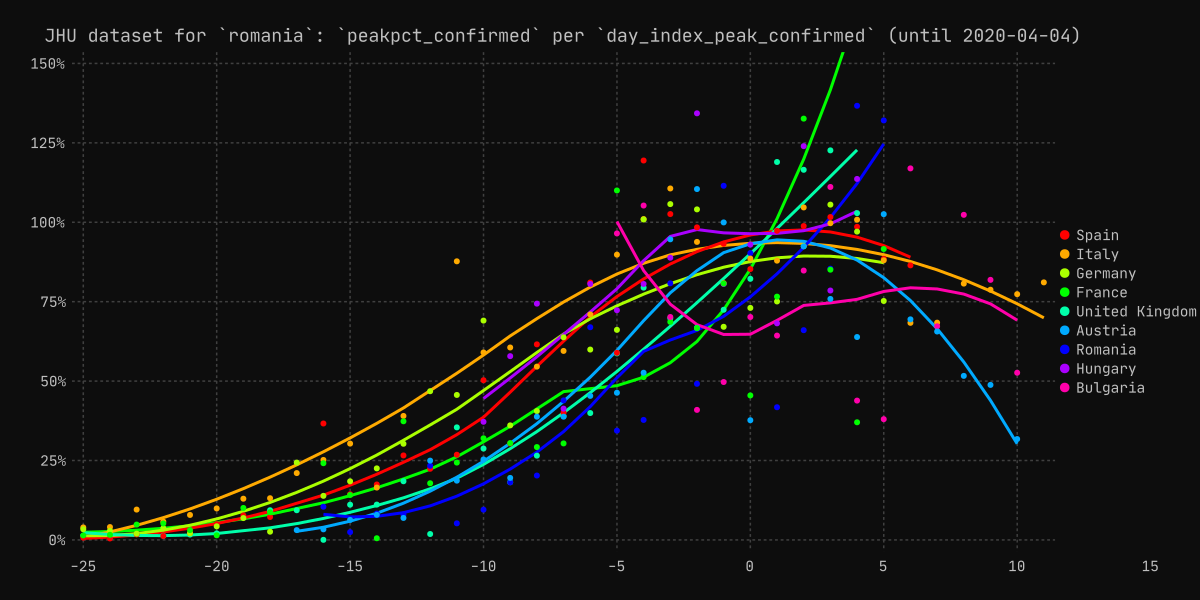 JHU dataset for `romania`: `peakpct_confirmed` per `day_index_peak_confirmed` (until 2020-04-04)
150%
125%
100%
75%
50%
25%
0%
-25 -20 -15 -10 -5 0 5 10 15
Spain
Italy
Germany
France
United Kingdom
Austria
Romania
Hungary
Bulgaria